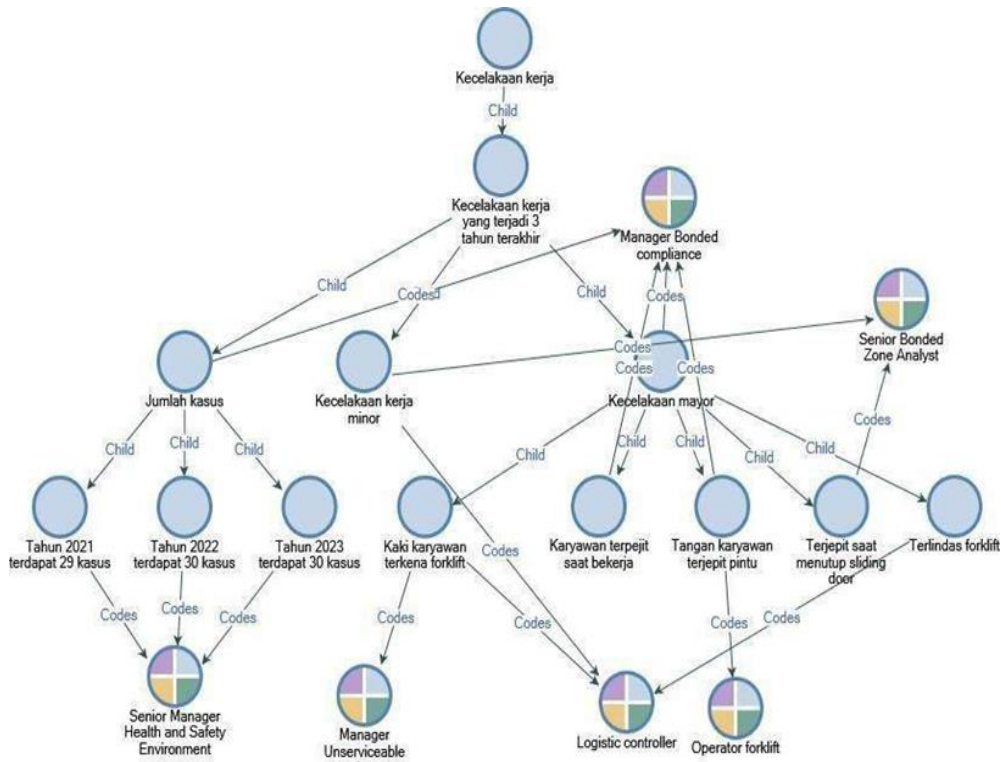 Kecelakaan kerja
Child
Kecelakaan kerja
yang terjadi 3
tahun terakhir
Manager Bonded
compliance
Child
Codes
Child
Codes
Senior Bonded
Zone Analyst
Codes
Codes
Codes
Jumlah kasus
Kecelakaan kerja
minor
Kecelakaan mayor
Codes
Child
Child
Child
Child
Child
Child
Child
Child
Tahun 2021
terdapat 29 kasus
Tahun 2022
terdapat 30 kasus
Tahun 2023
terdapat 30 kasus
Kaki karyawan
terkena forklift
Karyawan terpejit
saat bekerja
Tangan karyawan
terjepit pintu
Terjepit saat
menutup sliding
door
Terlindas forklift
Codes
Codes
Codes
Codes
Codes
Codes
Codes
Codes
Senior Manager
Health and Safety
Environment
Manager
Unserviceable
Logistic controller
Operator forklift